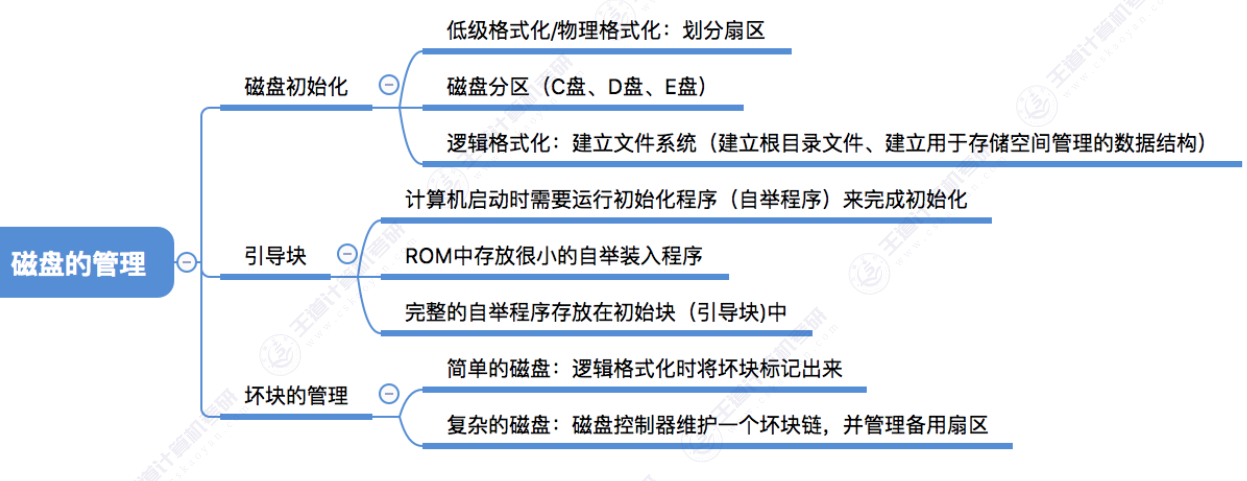 低级格式化/物理格式化：划分扇区
磁盘初始化
磁盘分区（C盘、D盘、E盘）
逻辑格式化：建立文件系统（建立根目录文件、建立用于存储空间管理的数据结构）
计算机启动时需要运行初始化程序（自举程序）来完成初始化
磁盘的管理
引导块
ROM中存放很小的自举装入程序
完整的自举程序存放在初始块（引导块)中
简单的磁盘：逻辑格式化时将坏块标记出来
坏块的管理
复杂的磁盘：磁盘控制器维护一个坏块链，并管理备用扇区
王道计算机考研
www.cskaoyan.com